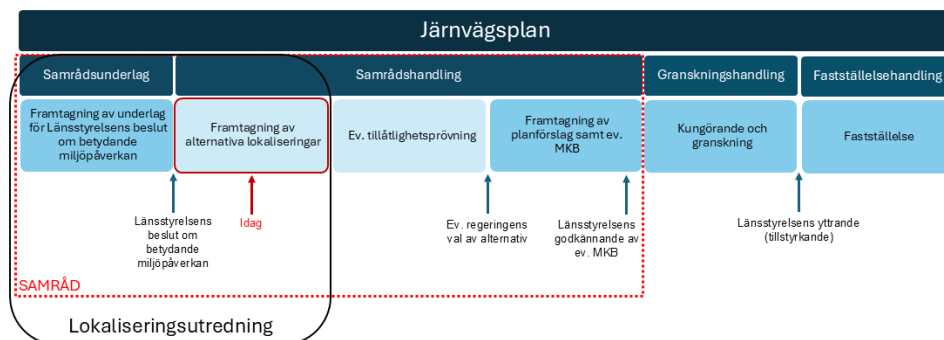 Järnvägsplan
Samrådsunderlag
Samrådshandling
Granskningshandling
Fastställelsehandling
Framtagning av underlag
för Länsstyrelsens beslut
om betydande
miljöpåverkan
Framtagning av
alternativa lokaliseringar
Ev. tillåtlighetsprövning
Framtagning av
planförslag samt ev.
MKB
Kungörande och
granskning
Fastställelse
Länsstyrelsens
beslut om
betydande
miljöpåverkan
Idag
Ev. regeringens
val av alternativ
Länsstyrelsens
godkännande av
ev. MKB
Länsstyrelsens yttrande
(tillstyrkande)
SAMRÅD
Lokaliseringsutredning